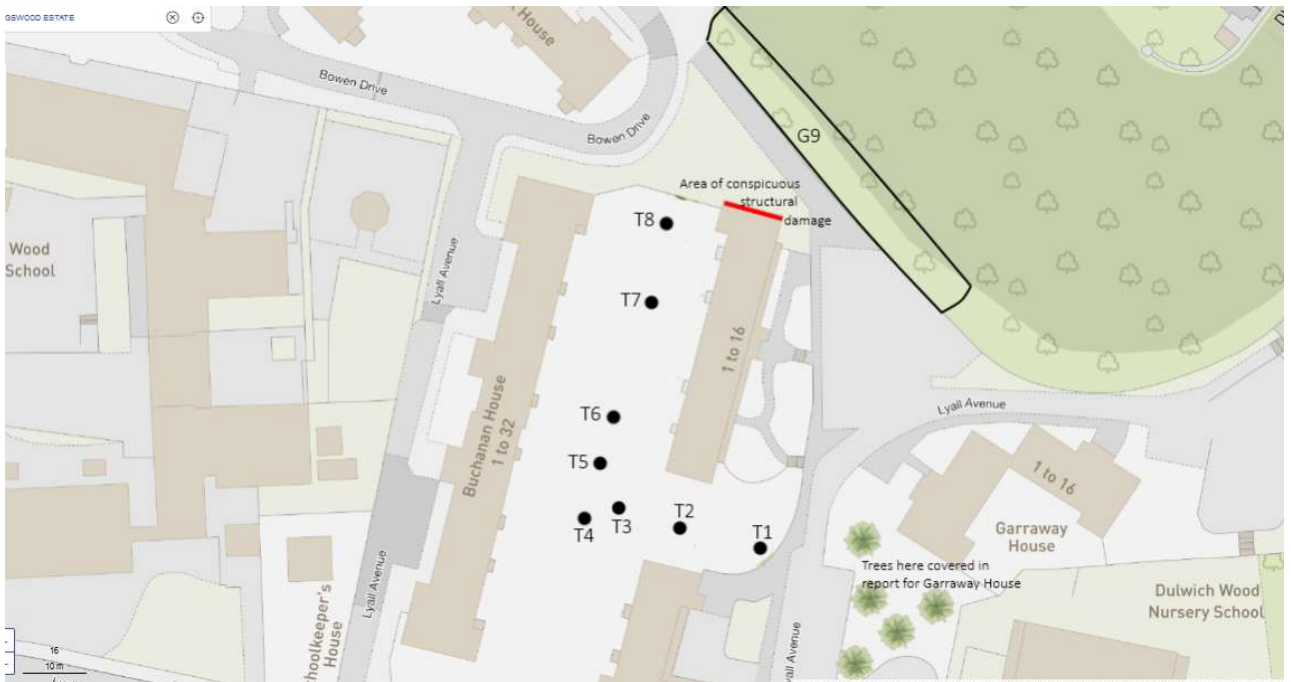 GSWOOD ESTATE
House
Bowen Drive
Bowen Drive
G9
Area of conspicuous
structural
damage
T8
Wood
School
Lyall Avenue
T7
1 to 16
Lyall Avenue
T6
Buchanan House
1 to 32
T5
1 to 16
T4
T3
T2
T1
Garraway
House
Trees here covered in
report for Garraway House
Dulwich Wood
Nursery School
Lyall Avenue
hoolkeeper's
House
yall Avenue
16
10 m